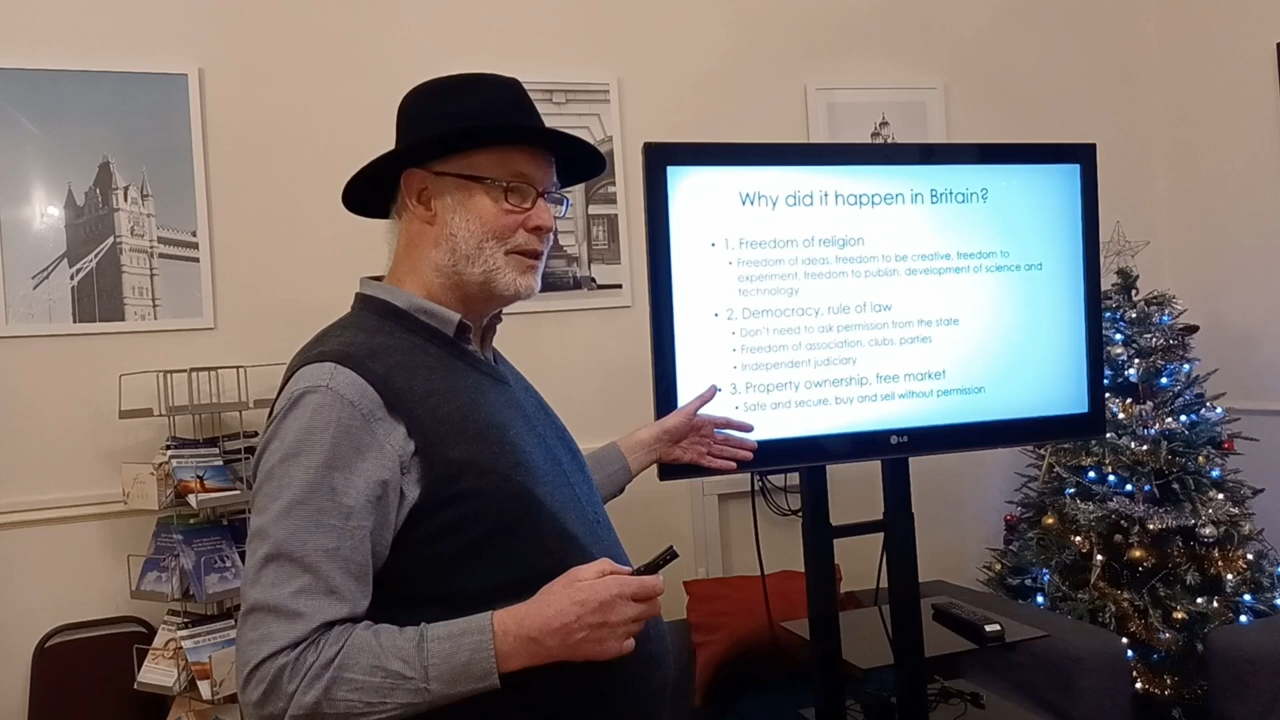 Why did it happen in Britain?
• 1. Freedom of religion
• Freedom of ideas, freedom to be creative, freedom to
experiment, freedom to publish, development of science and
technology
• 2. Democracy, rule of law
• Don't need to ask permission from the state
• Freedom of association, clubs, parties
• Independent judiciary
• 3. Property ownership, free market
• Safe and secure, buy and sell without permission
LG